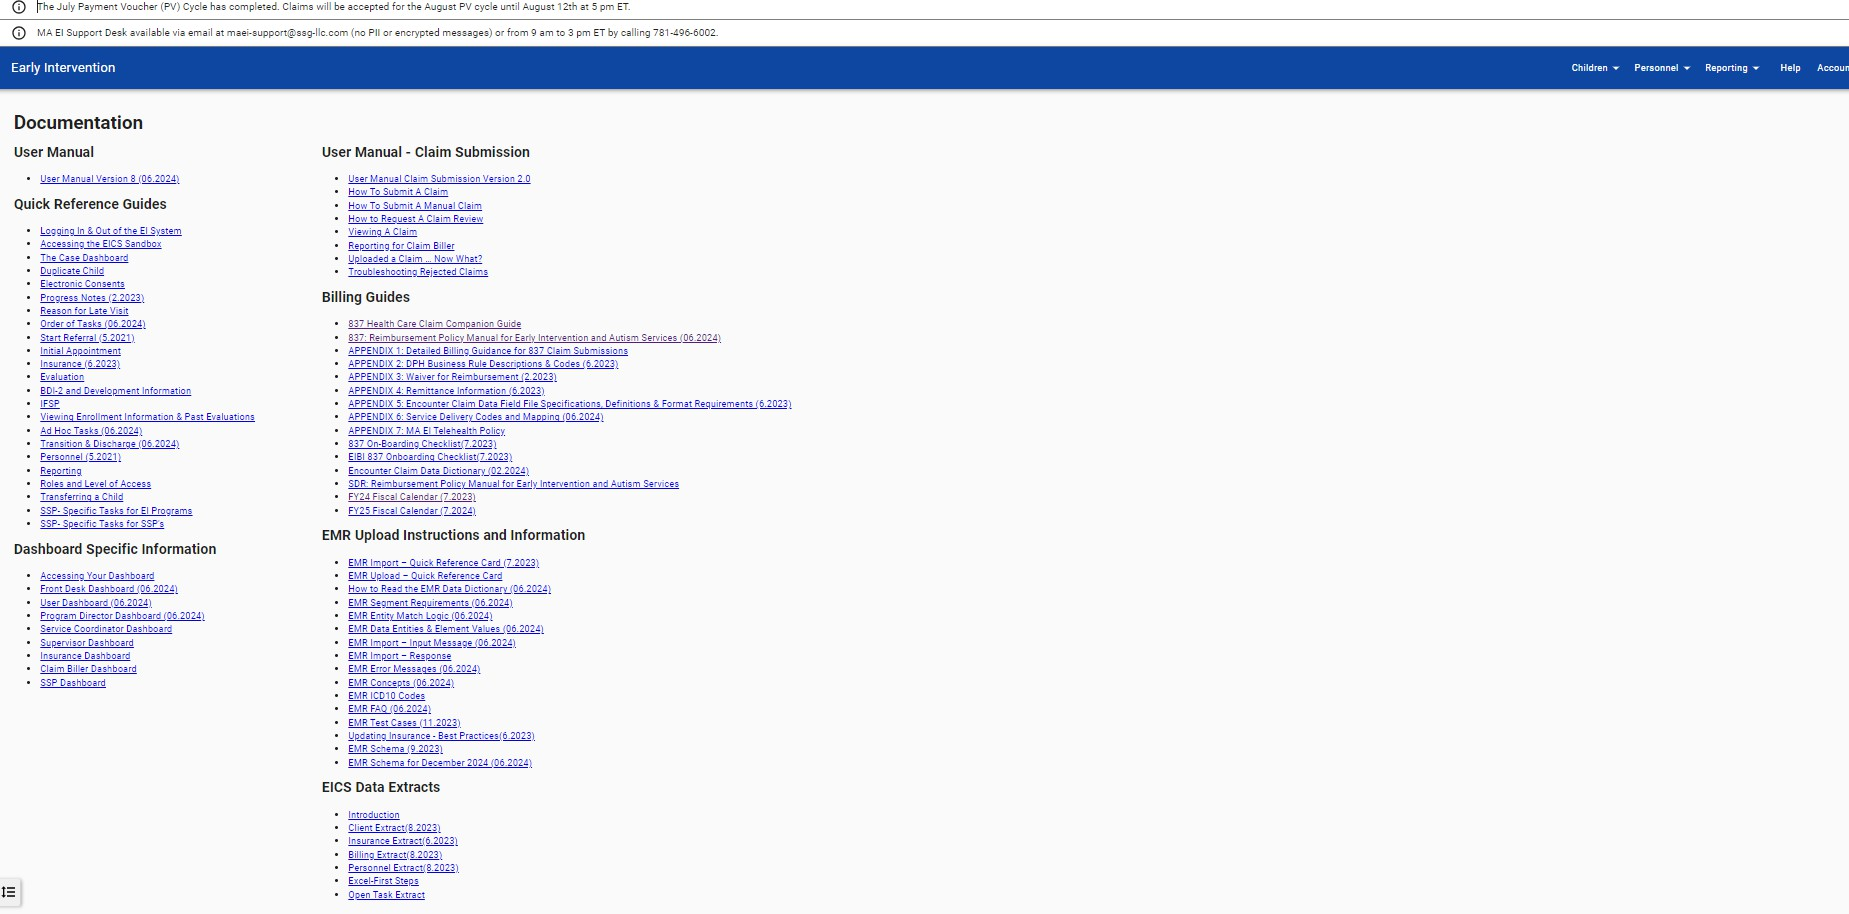 The July Payment Voucher (PV) Cycle has completed. Claims will be accepted for the August PV cycle until August 12th at 5 pm ET.
MA EI Support Desk available via email at maei-support@ssg-llc.com (no PII or encrypted messages) or from 9 am to 3 pm ET by calling 781-496-6002.
Early Intervention
Children
Personnel
Reporting
Help
Accoun
Documentation
User Manual
User Manual Version 8 (06.2024)
Quick Reference Guides
Logging In & Out of the EI System
Accessing the EICS Sandbox
The Case Dashboard
Duplicate Child
Electronic Consents
Progress Notes (2.2023)
Reason for Late Visit
Order of Tasks (06.2024)
Start Referral (5.2021)
Initial Appointment
Insurance (6.2023)
Evaluation
BDI-2 and Development Information
IFSP
Viewing Enrollment Information & Past Evaluations
Ad Hoc Tasks (06.2024)
Transition & Discharge (06.2024)
Personnel (5.2021)
Reporting
Roles and Level of Access
Transferring a Child
SSP- Specific Tasks for EI Programs
SSP- Specific Tasks for SSP's
Dashboard Specific Information
Accessing Your Dashboard
Front Desk Dashboard (06.2024)
User Dashboard (06.2024)
Program Director Dashboard (06.2024)
Service Coordinator Dashboard
Supervisor Dashboard
Insurance Dashboard
Claim Biller Dashboard
SSP Dashboard
User Manual - Claim Submission
User Manual Claim Submission Version 2.0
How To Submit A Claim
How To Submit A Manual Claim
How to Request A Claim Review
Viewing A Claim
Reporting for Claim Biller
Uploaded a Claim ... Now What?
Troubleshooting Rejected Claims
Billing Guides
837 Health Care Claim Companion Guide
837: Reimbursement Policy Manual for Early Intervention and Autism Services (06.2024)
APPENDIX 1: Detailed Billing Guidance for 837 Claim Submissions
APPENDIX 2: DPH Business Rule Descriptions & Codes (6.2023)
APPENDIX 3: Waiver for Reimbursement (2.2023)
APPENDIX 4: Remittance Information (6.2023)
APPENDIX 5: Encounter Claim Data Field File Specifications, Definitions & Format Requirements (6.2023)
APPENDIX 6: Service Delivery Codes and Mapping (06.2024)
APPENDIX 7: MA EI Telehealth Policy
837 On-Boarding Checklist(7.2023)
EIBI 837 Onboarding Checklist(7.2023)
Encounter Claim Data Dictionary (02.2024)
SDR: Reimbursement Policy Manual for Early Intervention and Autism Services
FY24 Fiscal Calendar (7.2023)
FY25 Fiscal Calendar (7.2024)
EMR Upload Instructions and Information
EMR Import – Quick Reference Card (7.2023)
EMR Upload – Quick Reference Card
How to Read the EMR Data Dictionary (06.2024)
EMR Segment Requirements (06.2024)
EMR Entity Match Logic (06.2024)
EMR Data Entities & Element Values (06.2024)
EMR Import – Input Message (06.2024)
EMR Import – Response
EMR Error Messages (06.2024)
EMR Concepts (06.2024)
EMR ICD10 Codes
EMR FAQ (06.2024)
EMR Test Cases (11.2023)
Updating Insurance - Best Practices(6.2023)
EMR Schema (9.2023)
EMR Schema for December 2024 (06.2024)
EICS Data Extracts
Introduction
Client Extract(8.2023)
Insurance Extract(6.2023)
Billing Extract(8.2023)
Personnel Extract(8.2023)
Excel-First Steps
Open Task Extract